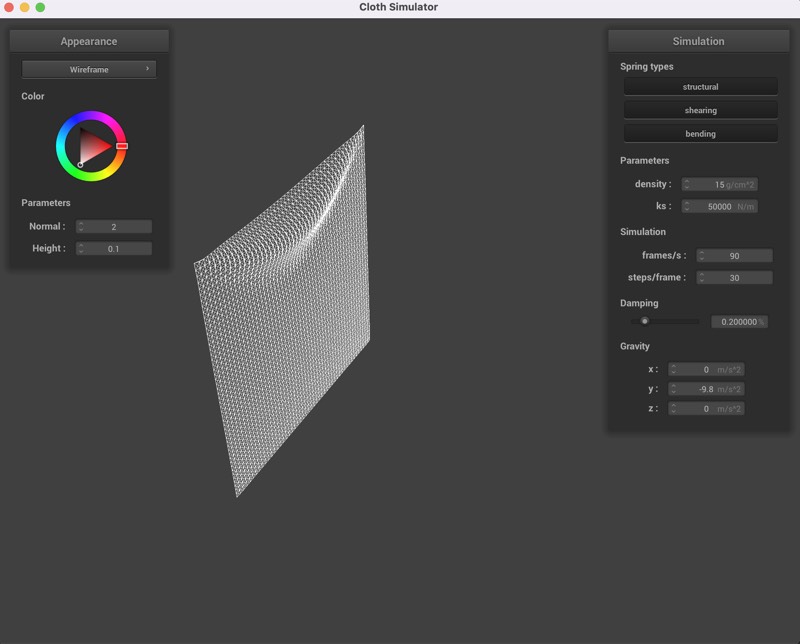 Cloth Simulator
Appearance
Wireframe
Color
Parameters
Normal : 2
Height : 0.1
Simulation
Spring types
structural
shearing
bending
Parameters
density : 15 g/cm^2
ks : 50000 N/m
Simulation
frames/s : 90
steps/frame : 30
Damping
0.200000 %
Gravity
x : 0 m/s^2
y : -9.8 m/s^2
z : 0 m/s^2